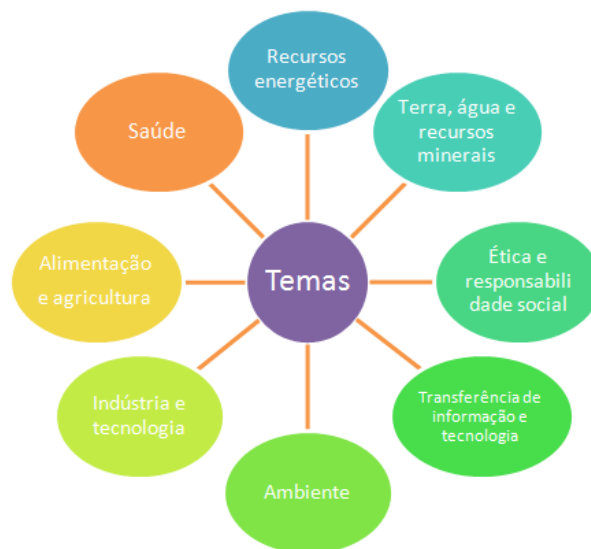 Recursos
energéticos
Terra, água e
recursos
minerais
Ética e
responsabili
dade social
Transferência de
informação e
tecnologia
Ambiente
Indústria e
tecnologia
Alimentação
e agricultura
Saúde
Temas